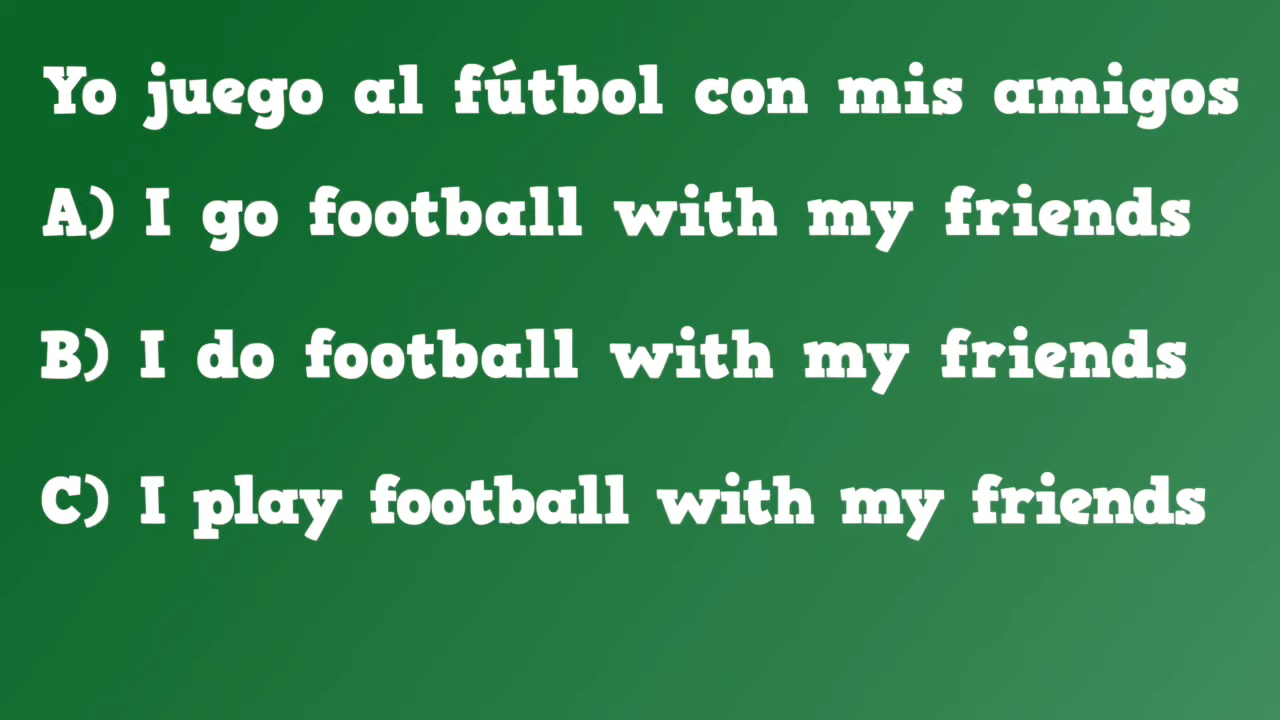 Yo juego al fútbol con mis amigos
A) I go football with my friends
B) I do football with my friends
C) I play football with my friends